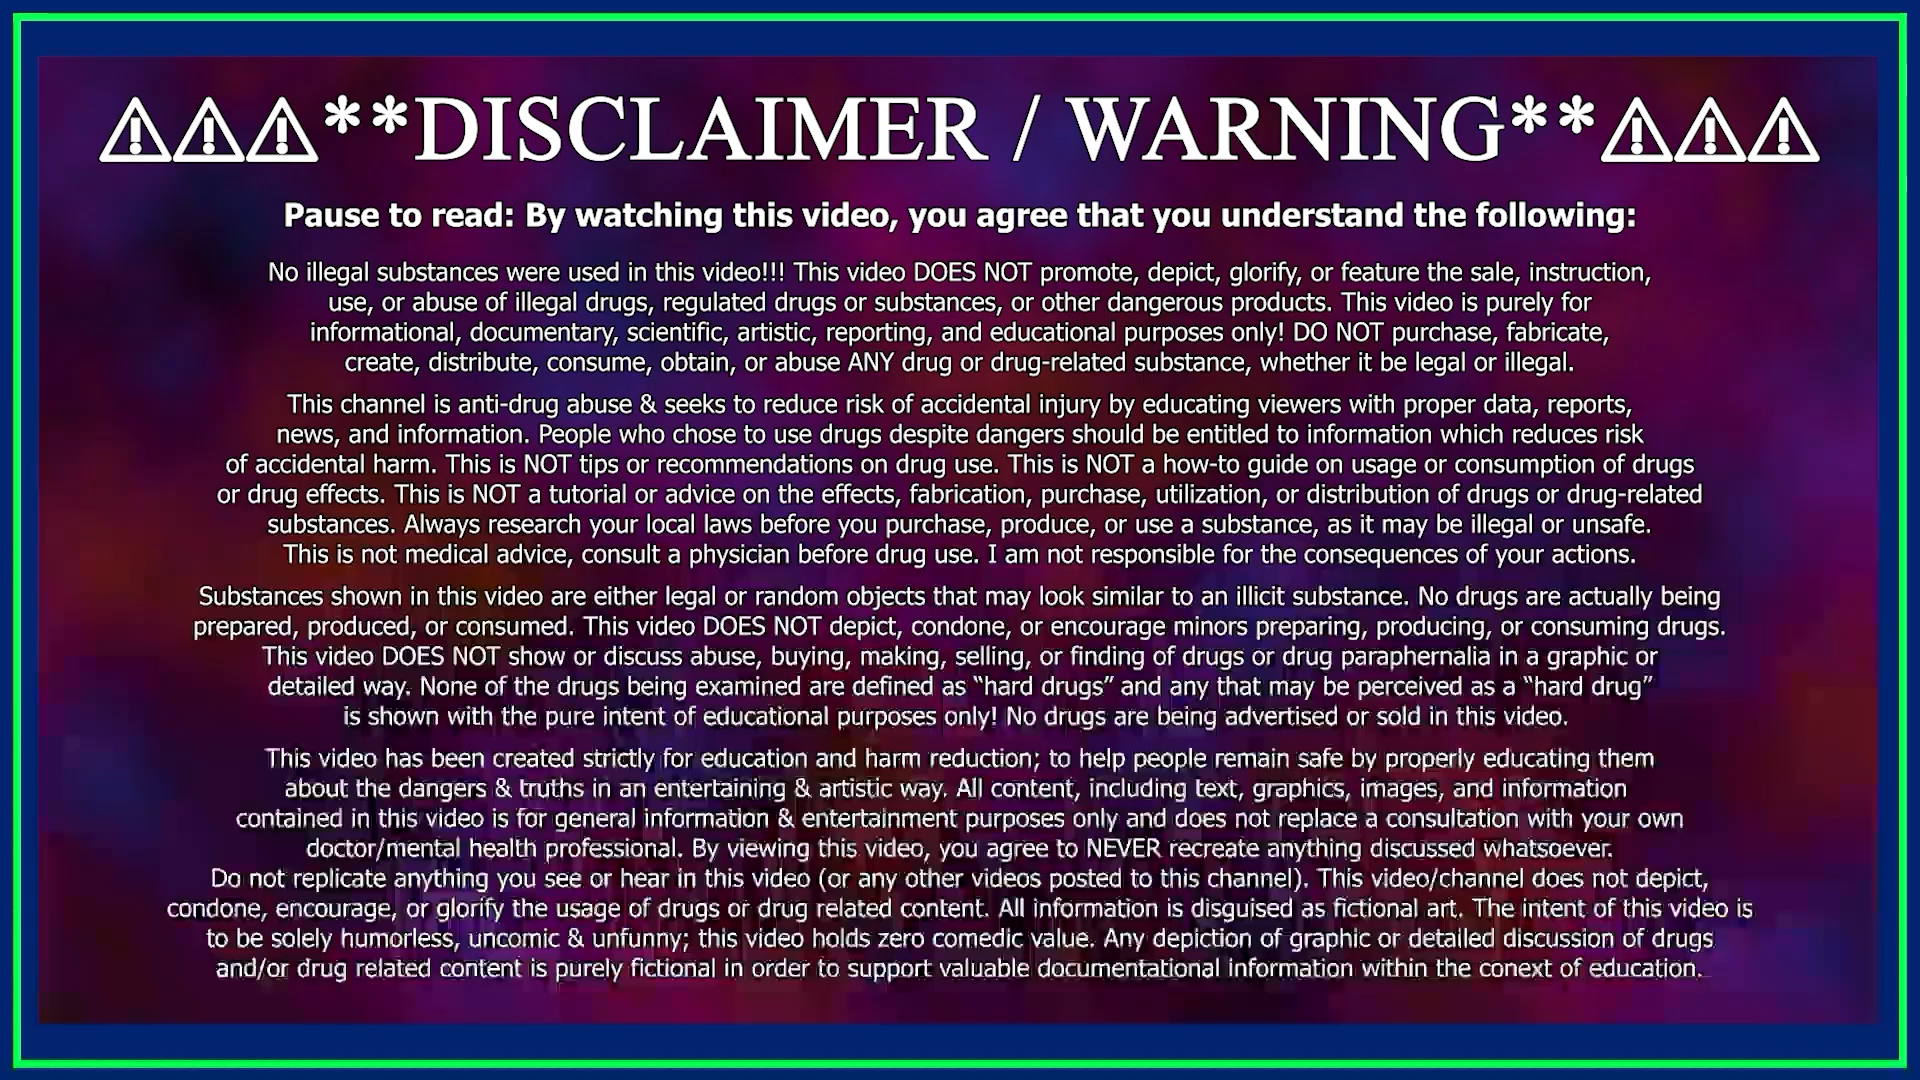 ⚠⚠⚠**DISCLAIMER / WARNING**⚠⚠⚠
Pause to read: By watching this video, you agree that you understand the following:
No illegal substances were used in this video!!! This video DOES NOT promote, depict, glorify, or feature the sale, instruction,
use, or abuse of illegal drugs, regulated drugs or substances, or other dangerous products. This video is purely for
informational, documentary, scientific, artistic, reporting, and educational purposes only! DO NOT purchase, fabricate,
create, distribute, consume, obtain, or abuse ANY drug or drug-related substance, whether it be legal or illegal.
This channel is anti-drug abuse & seeks to reduce risk of accidental injury by educating viewers with proper data, reports,
news, and information. People who chose to use drugs despite dangers should be entitled to information which reduces risk
of accidental harm. This is NOT tips or recommendations on drug use. This is NOT a how-to guide on usage or consumption of drugs
or drug effects. This is NOT a tutorial or advice on the effects, fabrication, purchase, utilization, or distribution of drugs or drug-related
substances. Always research your local laws before you purchase, produce, or use a substance, as it may be illegal or unsafe.
This is not medical advice, consult a physician before drug use. I am not responsible for the consequences of your actions.
Substances shown in this video are either legal or random objects that may look similar to an illicit substance. No drugs are actually being
prepared, produced, or consumed. This video DOES NOT depict, condone, or encourage minors preparing, producing, or consuming drugs.
This video DOES NOT show or discuss abuse, buying, making, selling, or finding of drugs or drug paraphernalia in a graphic or
detailed way. None of the drugs being examined are defined as “hard drugs” and any that may be perceived as a “hard drug”
is shown with the pure intent of educational purposes only! No drugs are being advertised or sold in this video.
This video has been created strictly for education and harm reduction; to help people remain safe by properly educating them
about the dangers & truths in an entertaining & artistic way. All content, including text, graphics, images, and information
contained in this video is for general information & entertainment purposes only and does not replace a consultation with your own
doctor/mental health professional. By viewing this video, you agree to NEVER recreate anything discussed whatsoever.
Do not replicate anything you see or hear in this video (or any other videos posted to this channel). This video/channel does not depict,
condone, encourage, or glorify the usage of drugs or drug related content. All information is disguised as fictional art. The intent of this video is
to be solely humorless, uncomic & unfunny; this video holds zero comedic value. Any depiction of graphic or detailed discussion of drugs
and/or drug related content is purely fictional in order to support valuable documentational information within the conext of education.